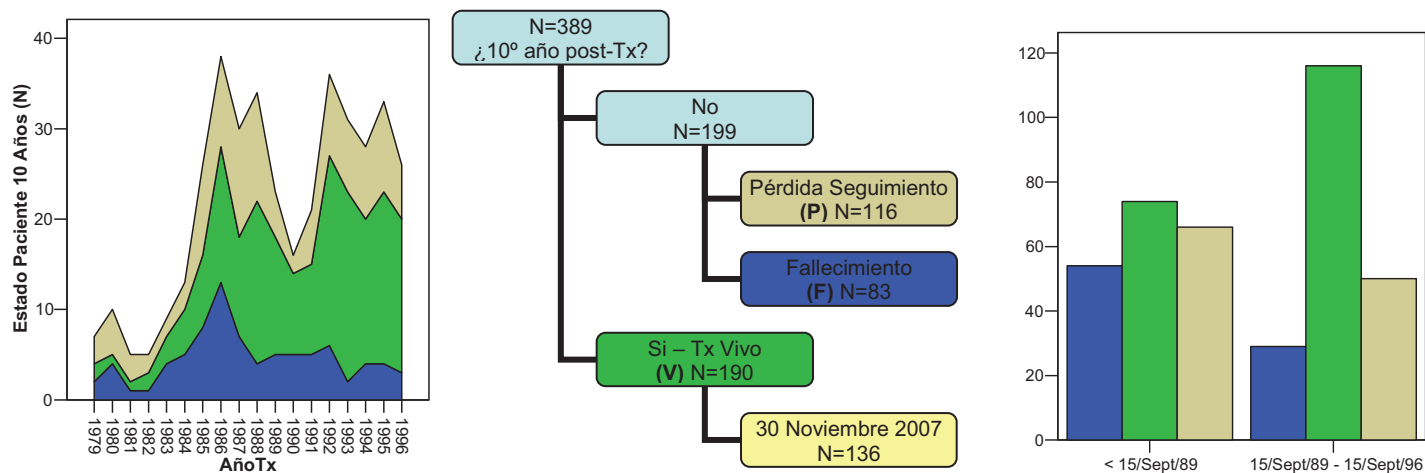 Estado Paciente 10 Años (N)
40
30
20
10
0
1979
1980
1981
1982
1983
1984
1985
1986
1987
1988
1989
1990
1991
1992
1993
1994
1995
1996
AñoTx
N=389
¿10º año post-Tx?
No
N=199
Pérdida Seguimiento
(P) N=116
Fallecimiento
(F) N=83
Si – Tx Vivo
(V) N=190
30 Noviembre 2007
N=136
120
100
80
60
40
20
0
< 15/Sept/89
15/Sept/89 - 15/Sept/96